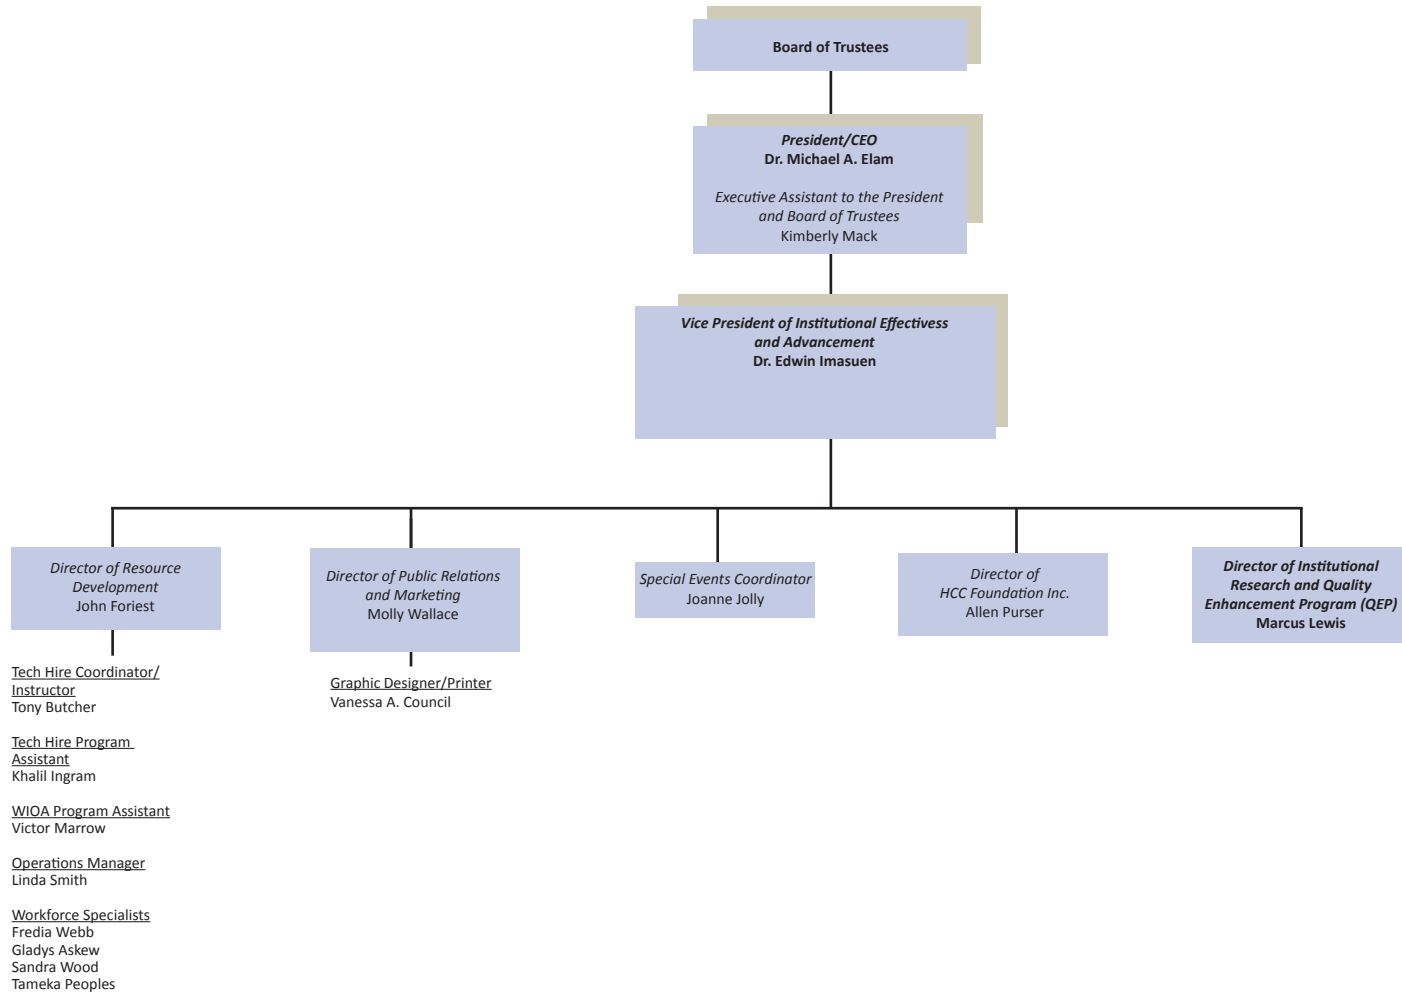 Board of Trustees
President/CEO
Dr. Michael A. Elam
Executive Assistant to the President
and Board of Trustees
Kimberly Mack
Vice President of Institutional Effectivess
and Advancement
Dr. Edwin Imasuen
Director of Resource
Development
John Foriest
Tech Hire Coordinator/
Instructor
Tony Butcher
Tech Hire Program
Assistant
Khalil Ingram
WIOA Program Assistant
Victor Marrow
Operations Manager
Linda Smith
Workforce Specialists
Fredia Webb
Gladys Askew
Sandra Wood
Tameka Peoples
Director of Public Relations
and Marketing
Molly Wallace
Graphic Designer/Printer
Vanessa A. Council
Special Events Coordinator
Joanne Jolly
Director of
HCC Foundation Inc.
Allen Purser
Director of Institutional
Research and Quality
Enhancement Program (QEP)
Marcus Lewis